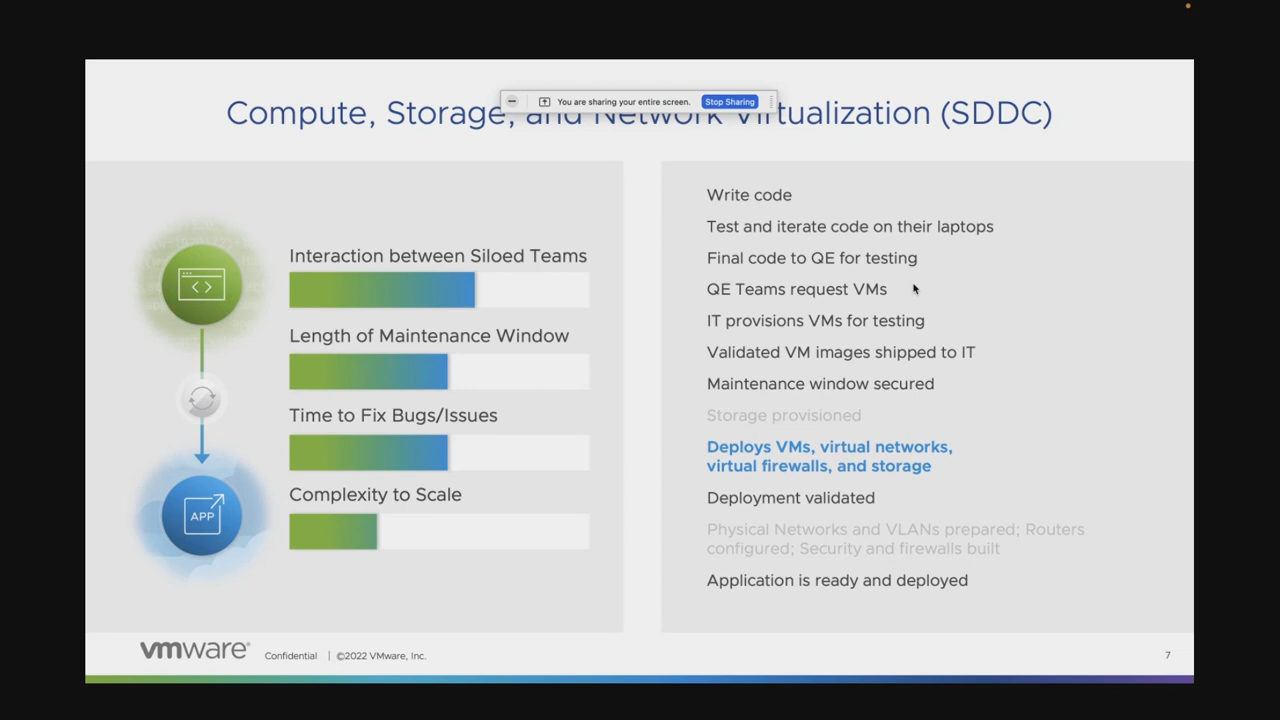 You are sharing your entire screen. Stop Sharing
Compute, Storage, and Network Virtualization (SDDC)
Interaction between Siloed Teams
Length of Maintenance Window
Time to Fix Bugs/Issues
Complexity to Scale
APP
Write code
Test and iterate code on their laptops
Final code to QE for testing
QE Teams request VMs
IT provisions VMs for testing
Validated VM images shipped to IT
Maintenance window secured
Storage provisioned
Deploys VMs, virtual networks,
virtual firewalls, and storage
Deployment validated
Physical Networks and VLANs prepared; Routers
configured; Security and firewalls built
Application is ready and deployed
vmware® Confidential | ©2022 VMware, Inc. 7